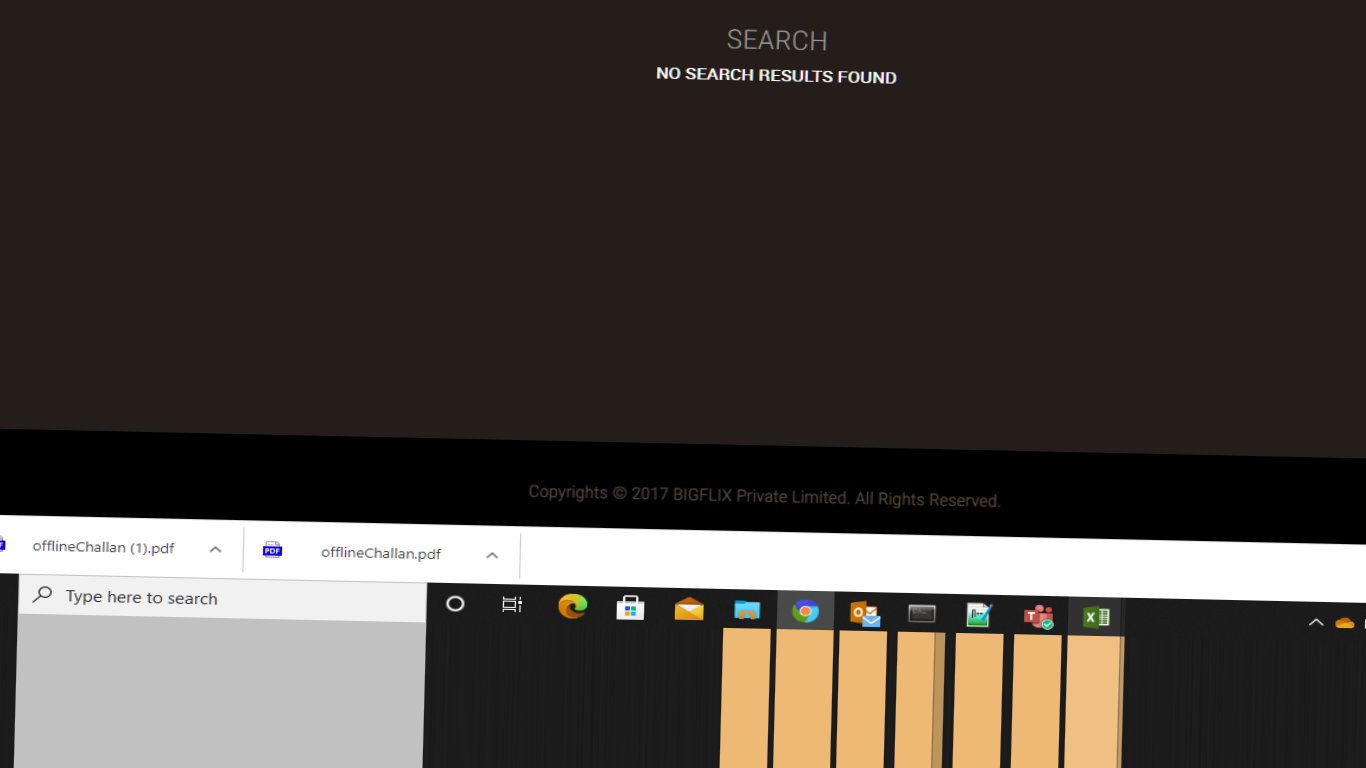 SEARCH
NO SEARCH RESULTS FOUND
Copyrights © 2017 BIGFLIX Private Limited. All Rights Reserved.
offlineChallan (1).pdf
PDF
offlineChallan.pdf
Type here to search